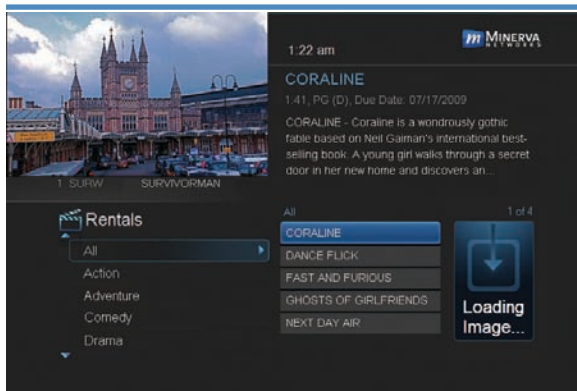 1:22 am
m MINERVA
NETWORKS
CORALINE
1:41, PG (D), Due Date: 07/17/2009
CORALINE - Coraline is a wondrously gothic
fable based on Neil Gaiman's international best-
selling book. A young girl walks through a secret
door in her new home and discovers an...
1 SURW SURVIVORMAN
Rentals
All
Action
Adventure
Comedy
Drama
All 1 of 4
CORALINE
DANCE FLICK
FAST AND FURIOUS
GHOSTS OF GIRLFRIENDS
NEXT DAY AIR
Loading
Image...